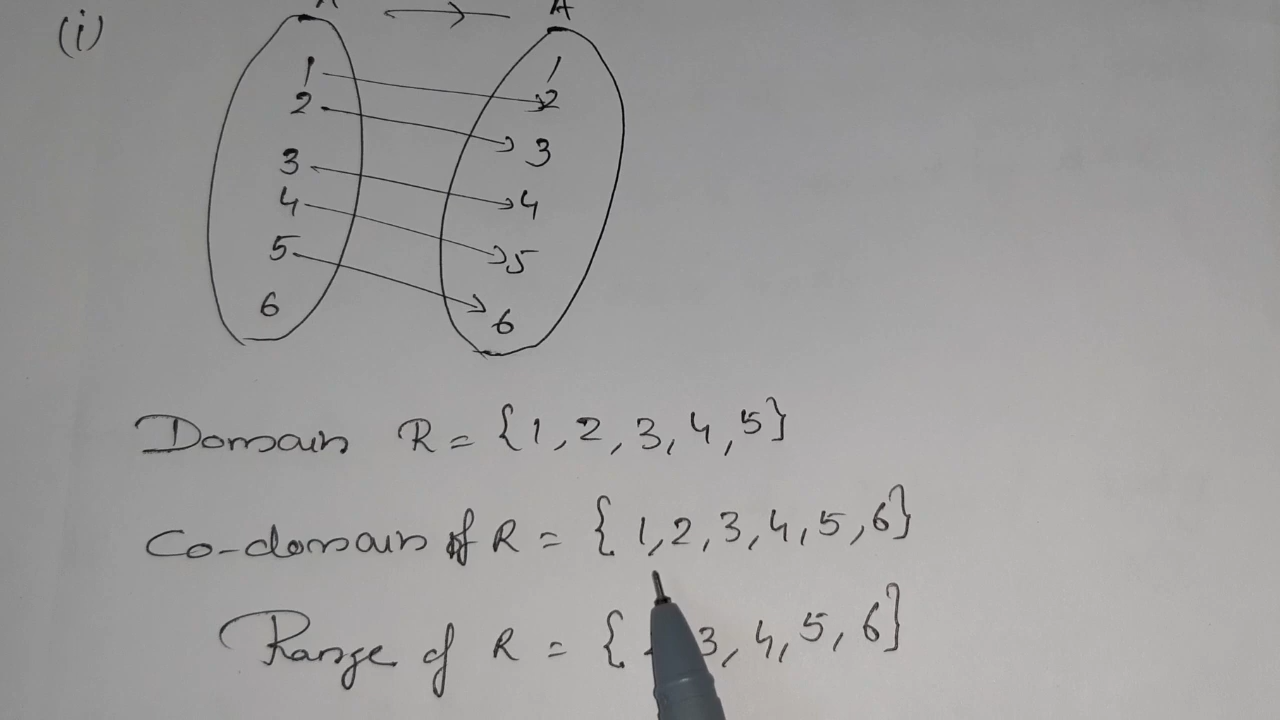 (i) A → A
1 1
2 2
3 3
4 4
5 5
6 6
Domain R = {1, 2, 3, 4, 5}
Co-domain of R = {1, 2, 3, 4, 5, 6}
Range of R = { 3, 4, 5, 6}